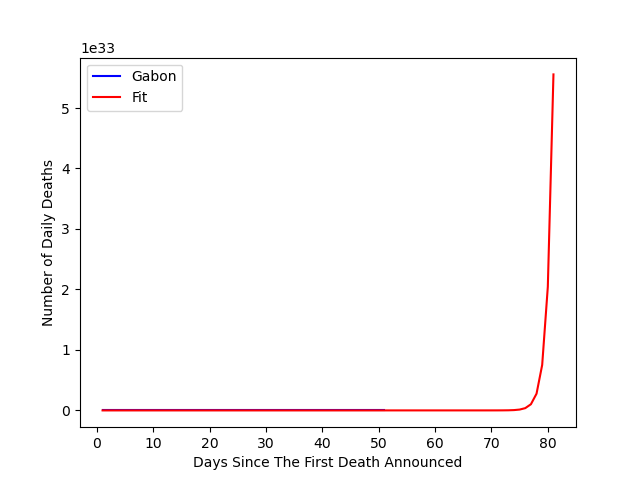 1e33
Gabon
Fit
5
4
3
2
1
0
Number of Daily Deaths
0 10 20 30 40 50 60 70 80
Days Since The First Death Announced